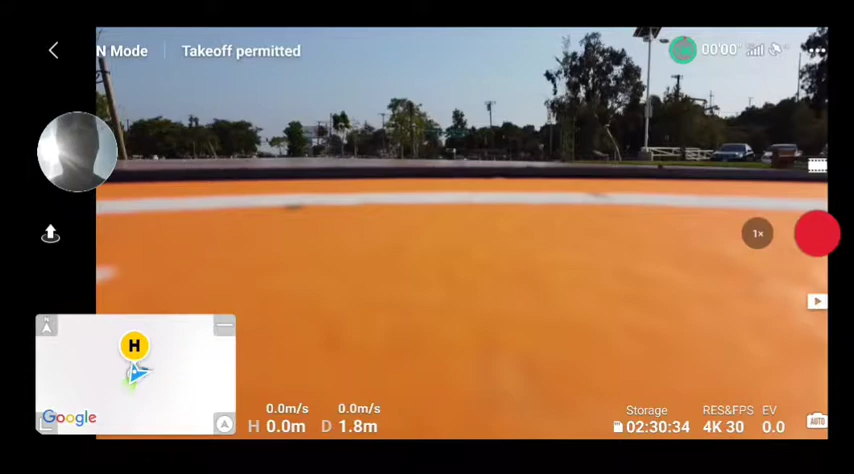 N Mode
Takeoff permitted
00'00"
1×
N
H
Google
0.0m/s
0.0m/s
H 0.0m
D 1.8m
Storage
02:30:34
RES&FPS
4K 30
EV
0.0
AUTO